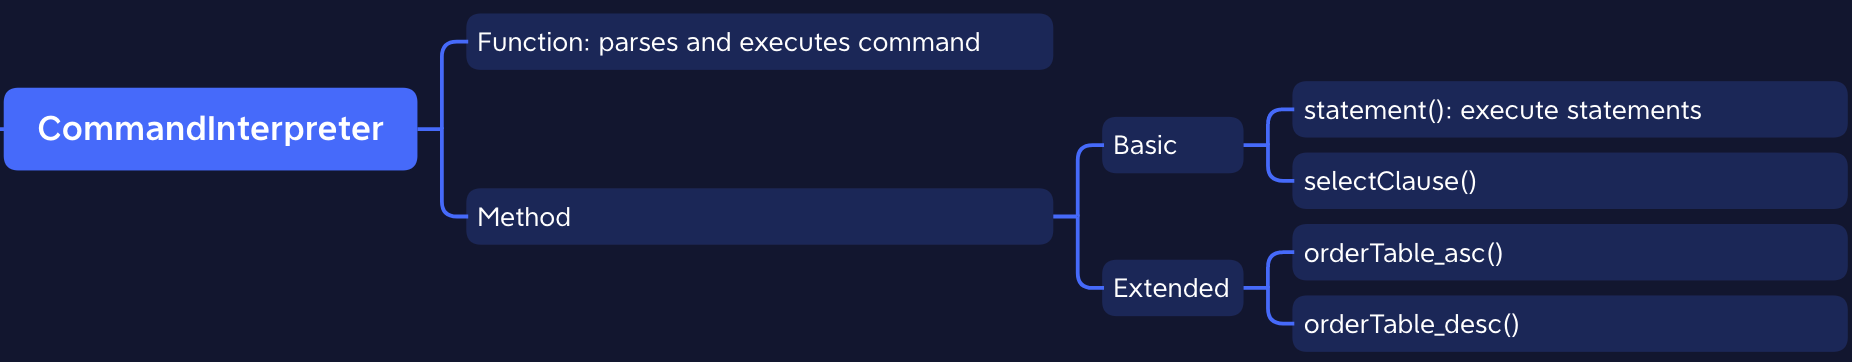 CommandInterpreter
Function: parses and executes command
Method
Basic
statement(): execute statements
selectClause()
Extended
orderTable_asc()
orderTable_desc()